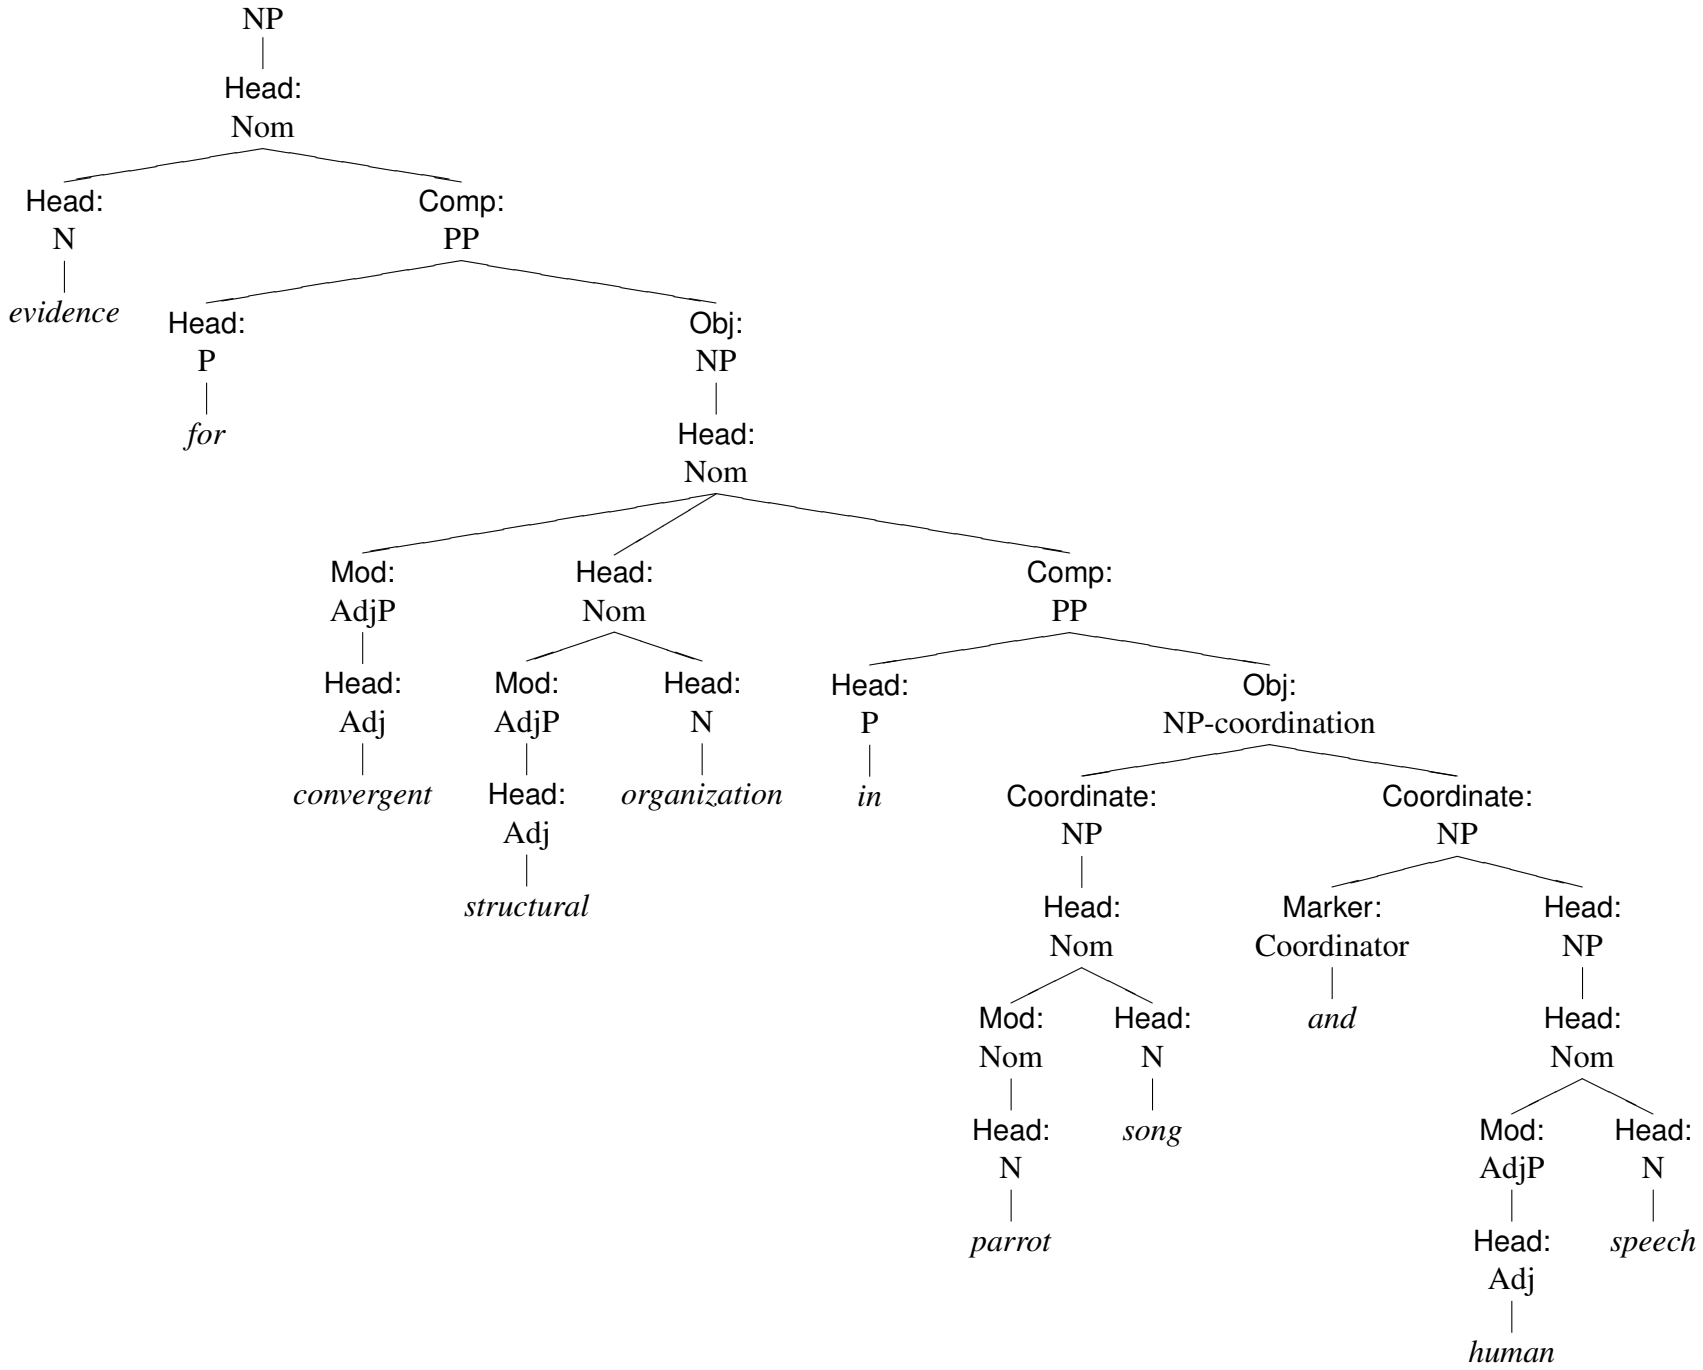 NP
Head:
Nom
Head: Comp:
N PP
evidence Head: Obj:
P NP
for Head:
Nom
Mod: Head: Comp:
AdjP Nom PP
Head: Mod: Head: Head: Obj:
Adj AdjP N P NP-coordination
convergent Head: organization in Coordinate: Coordinate:
Adj NP NP
structural Head: Marker: Head:
Nom Coordinator NP
Mod: Head: and Head:
Nom N Nom
Head: song Mod: Head:
N AdjP N
parrot Head: speech
Adj
human